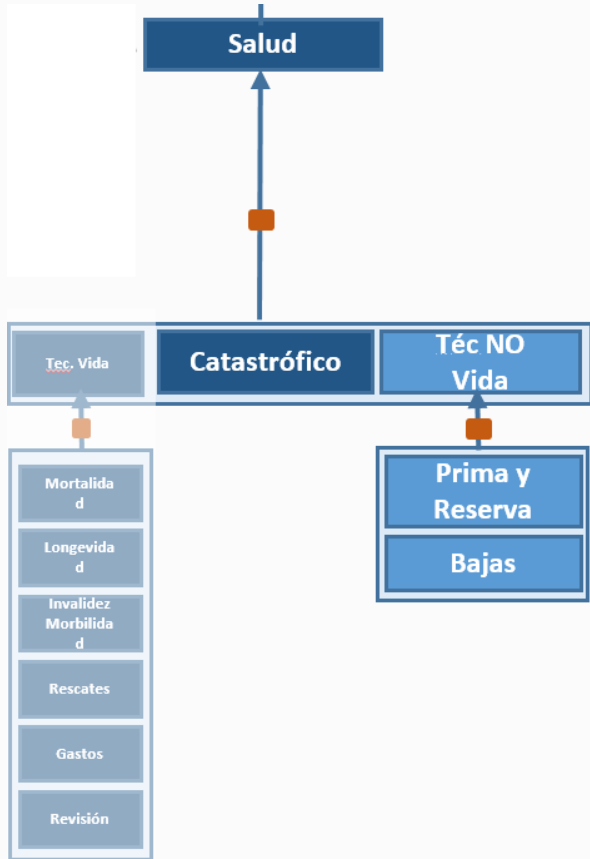 Salud
Tec. Vida
Catastrófico
Téc NO
Vida
Mortalida
d
Longevida
d
Invalidez
Morbilida
d
Rescates
Gastos
Revisión
Prima y
Reserva
Bajas